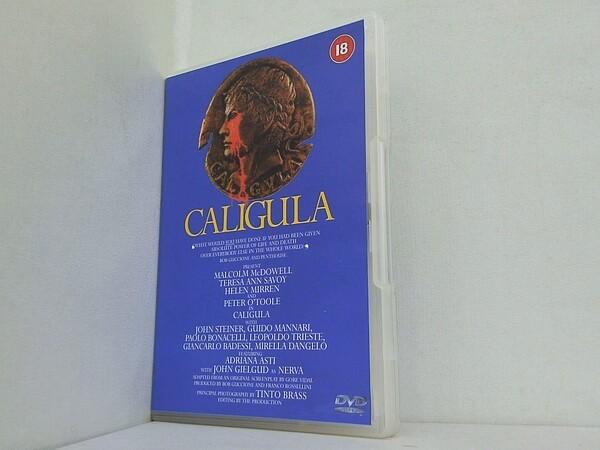 18
CALIGULA
CALIGULA
"WHAT WOULD YOU HAVE DONE IF YOU HAD BEEN GIVEN
ABSOLUTE POWER OF LIFE AND DEATH
OVER EVERYBODY ELSE IN THE WHOLE WORLD?"
BOB GUCCIONE AND PENTHOUSE
PRESENT
MALCOLM McDOWELL
TERESA ANN SAVOY
HELEN MIRREN
AND
PETER O'TOOLE
IN
CALIGULA
WITH
JOHN STEINER, GUIDO MANNARI,
PAOLO BONACELLI, LEOPOLDO TRIESTE,
GIANCARLO BADESSI, MIRELLA DANGELO
FEATURING
ADRIANA ASTI
WITH JOHN GIELGUD AS NERVA
ADAPTED FROM AN ORIGINAL SCREENPLAY BY GORE VIDAL
PRODUCED BY BOB GUCCIONE AND FRANCO ROSSELLINI
PRINCIPAL PHOTOGRAPHY BY TINTO BRASS
EDITING BY THE PRODUCTION
DVD